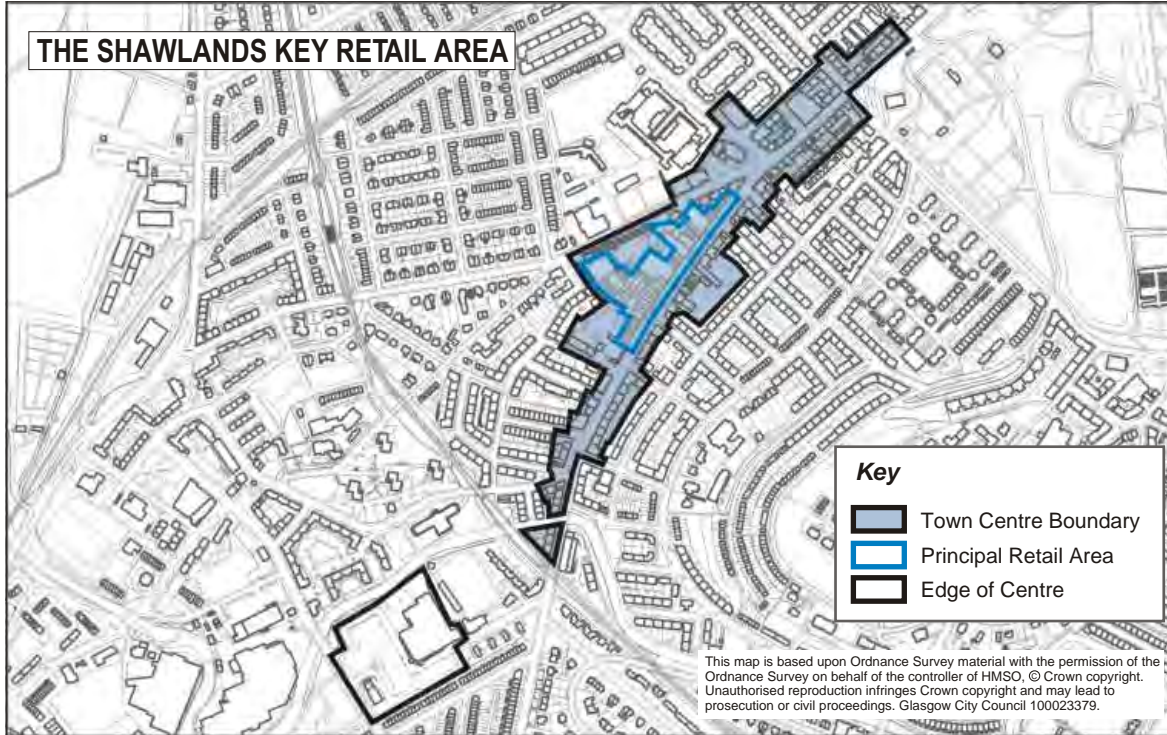 THE SHAWLANDS KEY RETAIL AREA
Key
Town Centre Boundary
Principal Retail Area
Edge of Centre
This map is based upon Ordnance Survey material with the permission of the
Ordnance Survey on behalf of the controller of HMSO, © Crown copyright.
Unauthorised reproduction infringes Crown copyright and may lead to
prosecution or civil proceedings. Glasgow City Council 100023379.